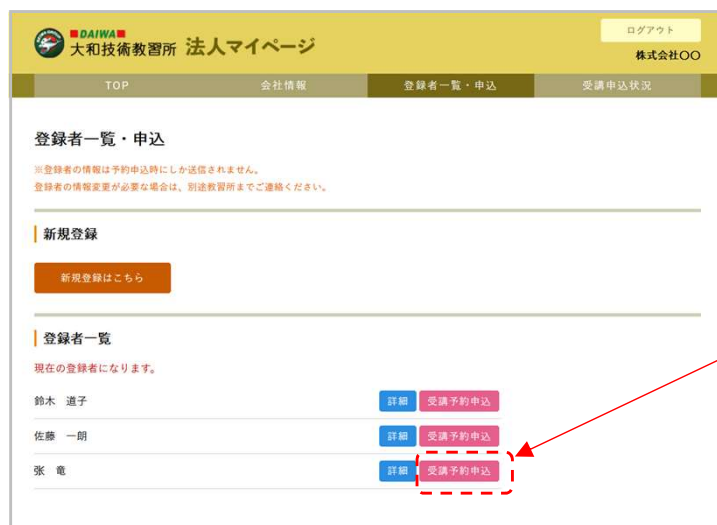 DAIWA
大和技術教習所 法人マイページ
ログアウト
株式会社〇〇
TOP 会社情報 登録者一覧・申込 受講申込状況
登録者一覧・申込
※登録者の情報は予約申込時にしか送信されません。
登録者の情報変更が必要な場合は、別途教習所までご連絡ください。
新規登録
新規登録はこちら
登録者一覧
現在の登録者になります。
鈴木 道子 詳細 受講予約申込
佐藤 一朗 詳細 受講予約申込
张 竜 詳細 受講予約申込